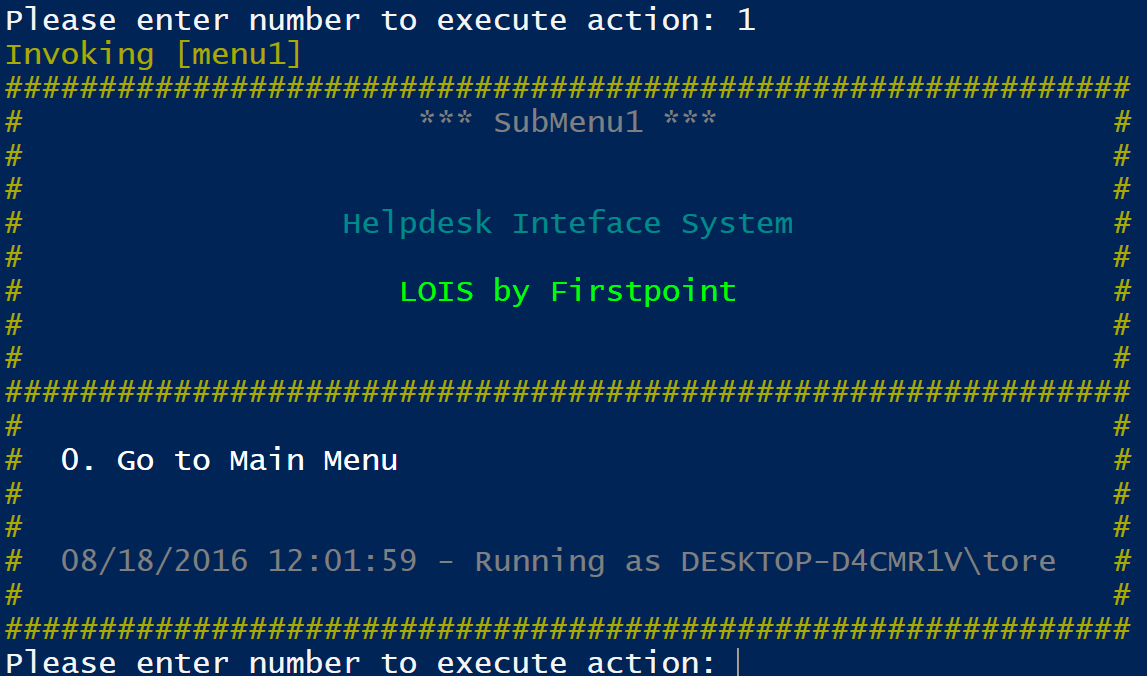 Please enter number to execute action: 1
Invoking [menu1]
############################################################
#                     *** SubMenu1 ***                     #
#                                                          #
#                                                          #
#                 Helpdesk Inteface System                 #
#                                                          #
#                    LOIS by Firstpoint                    #
#                                                          #
#                                                          #
############################################################
#                                                          #
#  0. Go to Main Menu                                      #
#                                                          #
#                                                          #
#  08/18/2016 12:01:59 - Running as DESKTOP-D4CMR1V\tore   #
#                                                          #
############################################################
Please enter number to execute action: